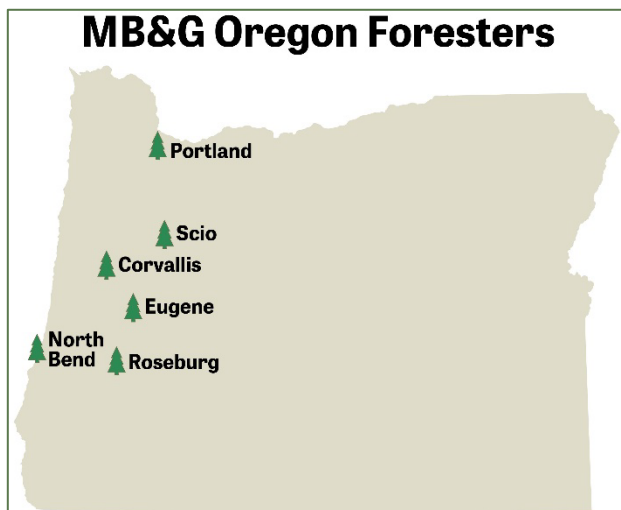 MB&G Oregon Foresters
Portland
Scio
Corvallis
Eugene
North
Bend
Roseburg